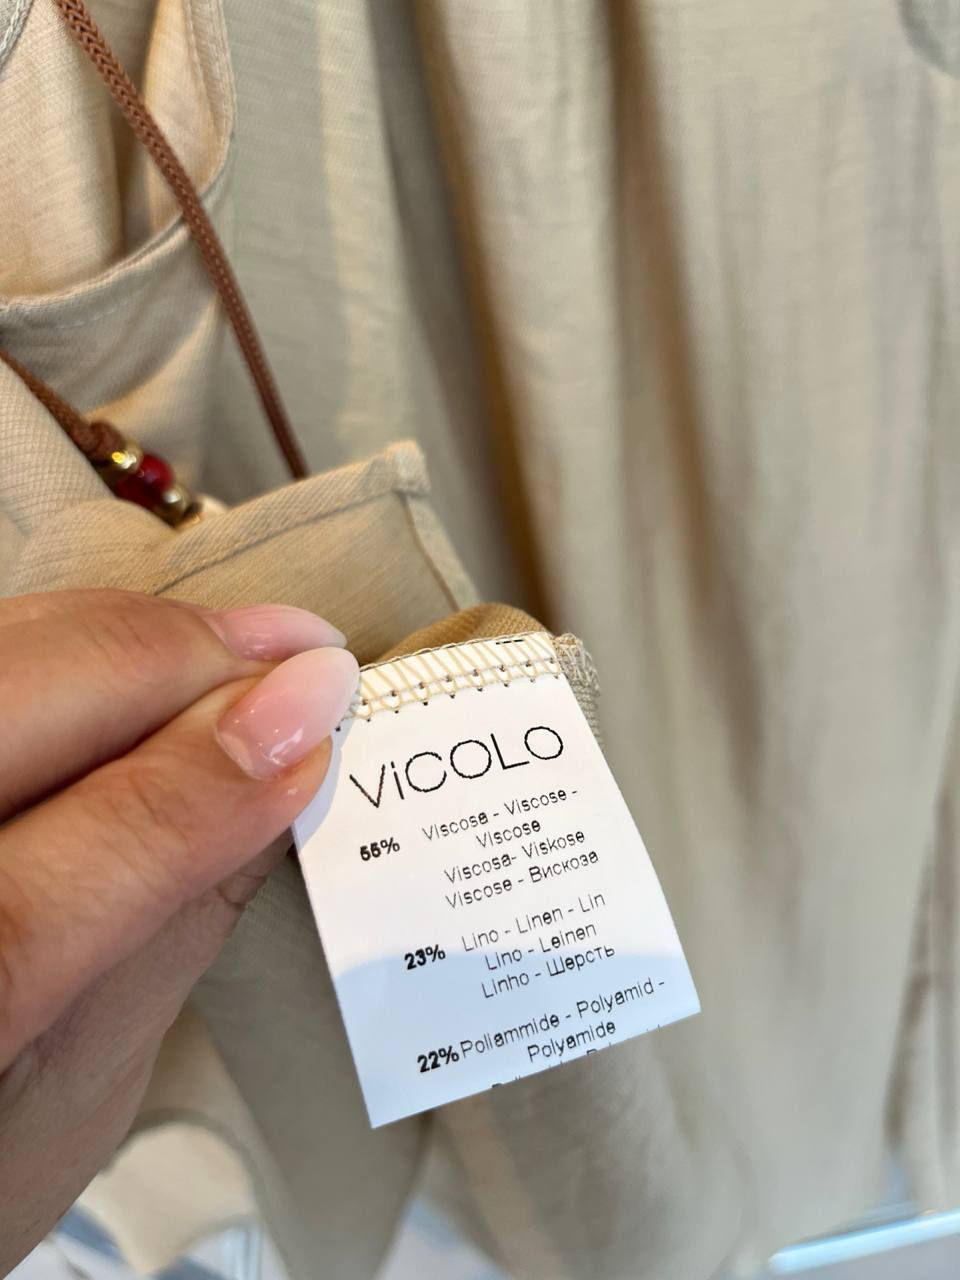 ViCOLO
55% Viscosa - Viscose -
Viscose
Viscosa- Viskose
Viscose - Вискоза
23% Lino - Linen - Lin
Lino - Leinen
Linho - Шерсть
22% Poliammide - Polyamid -
Polyamide